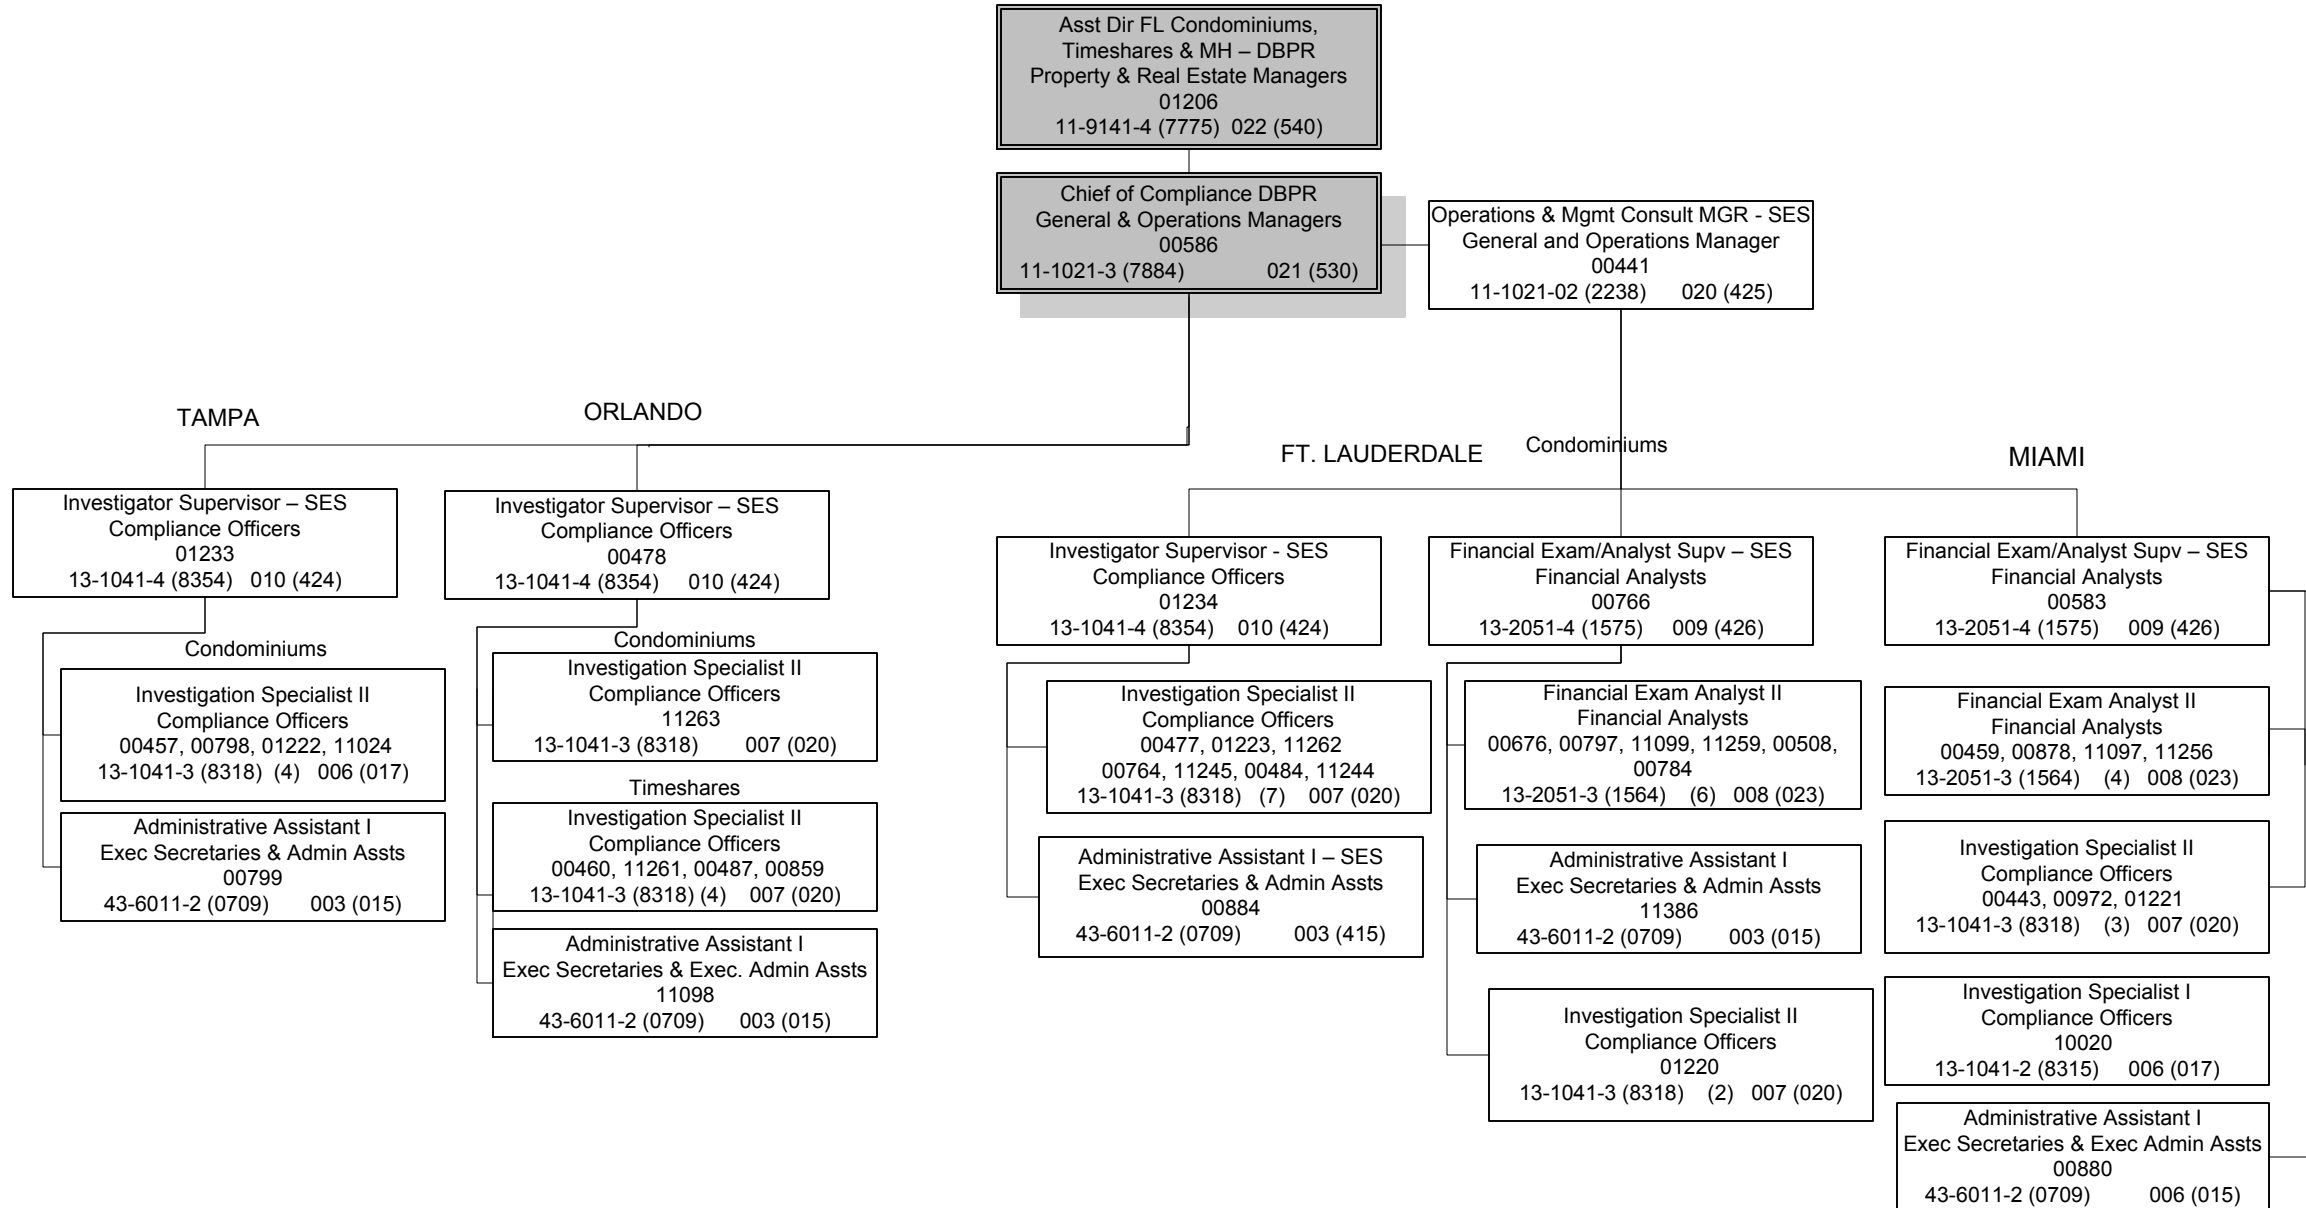 Asst Dir FL Condominiums,
Timeshares & MH – DBPR
Property & Real Estate Managers
01206
11-9141-4 (7775) 022 (540)
Chief of Compliance DBPR
General & Operations Managers
00586
11-1021-3 (7884) 021 (530)
Operations & Mgmt Consult MGR - SES
General and Operations Manager
00441
11-1021-02 (2238) 020 (425)
TAMPA
ORLANDO
FT. LAUDERDALE
Condominiums
MIAMI
Investigator Supervisor – SES
Compliance Officers
01233
13-1041-4 (8354) 010 (424)
Condominiums
Investigation Specialist II
Compliance Officers
00457, 00798, 01222, 11024
13-1041-3 (8318) (4) 006 (017)
Administrative Assistant I
Exec Secretaries & Admin Assts
00799
43-6011-2 (0709) 003 (015)
Investigator Supervisor – SES
Compliance Officers
00478
13-1041-4 (8354) 010 (424)
Condominiums
Investigation Specialist II
Compliance Officers
11263
13-1041-3 (8318) 007 (020)
Timeshares
Investigation Specialist II
Compliance Officers
00460, 11261, 00487, 00859
13-1041-3 (8318) (4) 007 (020)
Administrative Assistant I
Exec Secretaries & Exec. Admin Assts
11098
43-6011-2 (0709) 003 (015)
Investigator Supervisor - SES
Compliance Officers
01234
13-1041-4 (8354) 010 (424)
Investigation Specialist II
Compliance Officers
00477, 01223, 11262
00764, 11245, 00484, 11244
13-1041-3 (8318) (7) 007 (020)
Administrative Assistant I – SES
Exec Secretaries & Admin Assts
00884
43-6011-2 (0709) 003 (415)
Financial Exam/Analyst Supv – SES
Financial Analysts
00766
13-2051-4 (1575) 009 (426)
Financial Exam Analyst II
Financial Analysts
00676, 00797, 11099, 11259, 00508,
00784
13-2051-3 (1564) (6) 008 (023)
Administrative Assistant I
Exec Secretaries & Admin Assts
11386
43-6011-2 (0709) 003 (015)
Investigation Specialist II
Compliance Officers
01220
13-1041-3 (8318) (2) 007 (020)
Financial Exam/Analyst Supv – SES
Financial Analysts
00583
13-2051-4 (1575) 009 (426)
Financial Exam Analyst II
Financial Analysts
00459, 00878, 11097, 11256
13-2051-3 (1564) (4) 008 (023)
Investigation Specialist II
Compliance Officers
00443, 00972, 01221
13-1041-3 (8318) (3) 007 (020)
Investigation Specialist I
Compliance Officers
10020
13-1041-2 (8315) 006 (017)
Administrative Assistant I
Exec Secretaries & Exec Admin Assts
00880
43-6011-2 (0709) 006 (015)